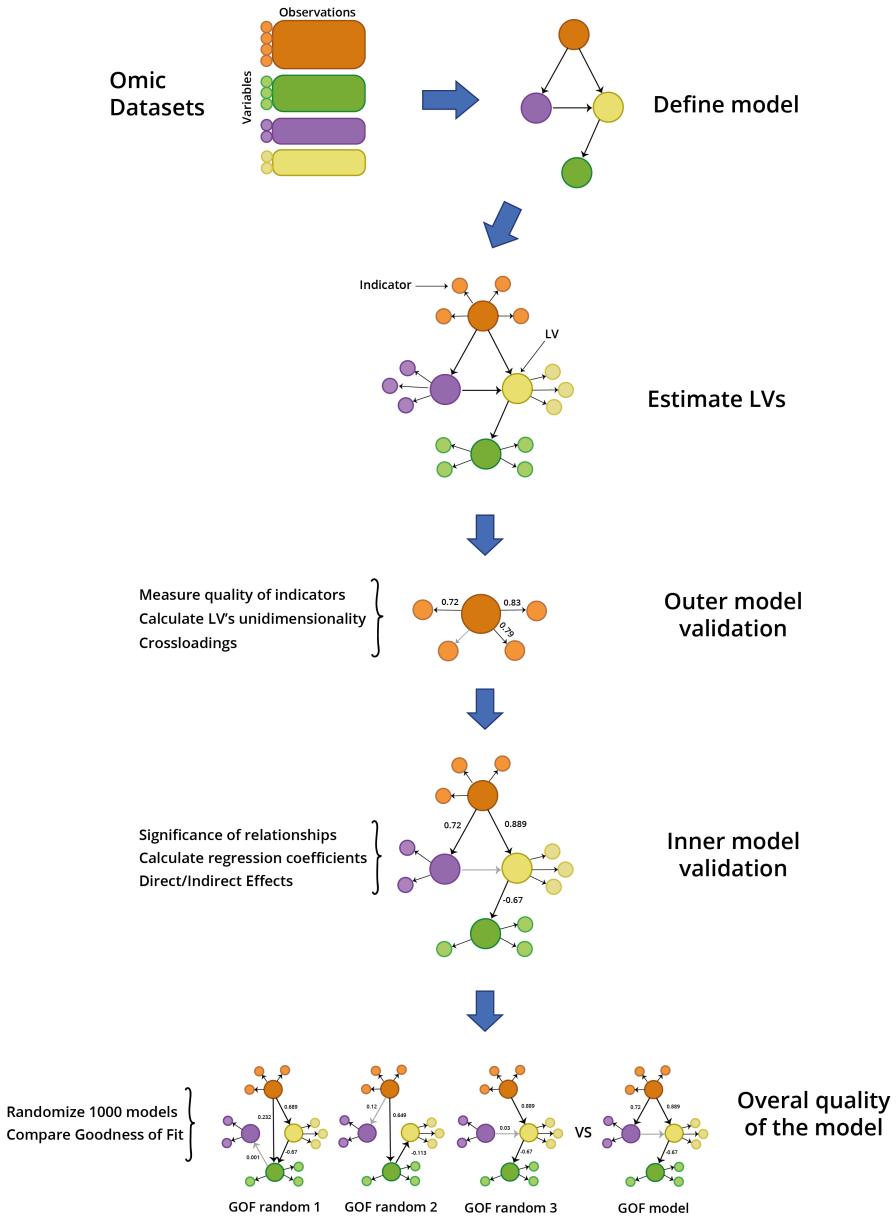 Observations
Omic
Datasets
Variables
Define model
Indicator
LV
Estimate LVs
Measure quality of indicators
Calculate LV's unidimensionality
Crossloadings
0.72
0.83
0.79
Outer model
validation
Significance of relationships
Calculate regression coefficients
Direct/Indirect Effects
0.72
0.889
-0.67
Inner model
validation
Randomize 1000 models
Compare Goodness of Fit
0.232
0.689
0.001
-0.67
0.12
0.649
-0.113
0.889
0.03
-0.67
VS
0.72
0.889
-0.67
Overal quality
of the model
GOF random 1
GOF random 2
GOF random 3
GOF model